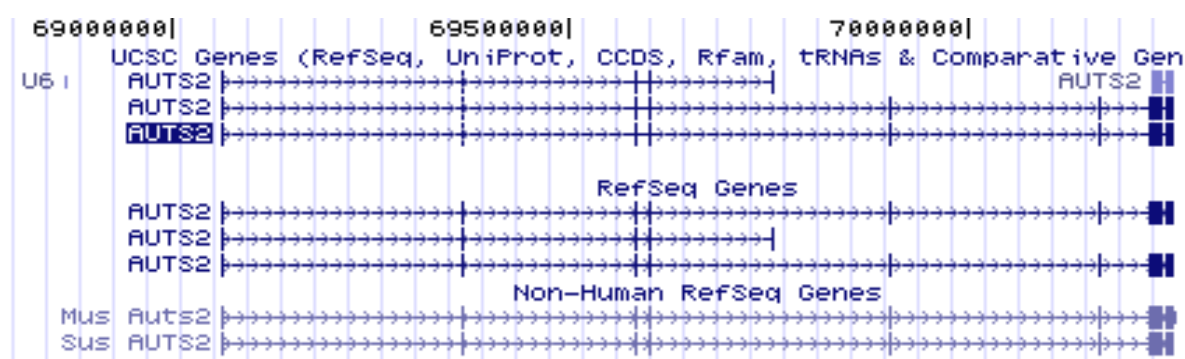 69000000| 69500000| 70000000|
UCSC Genes (RefSeq, UniProt, CCDS, Rfam, tRNAs & Comparative Gen
U6 AUTS2 AUTS2
AUTS2
AUTS2
RefSeq Genes
AUTS2
AUTS2
AUTS2
Non-Human RefSeq Genes
Mus Auts2
Sus AUTS2